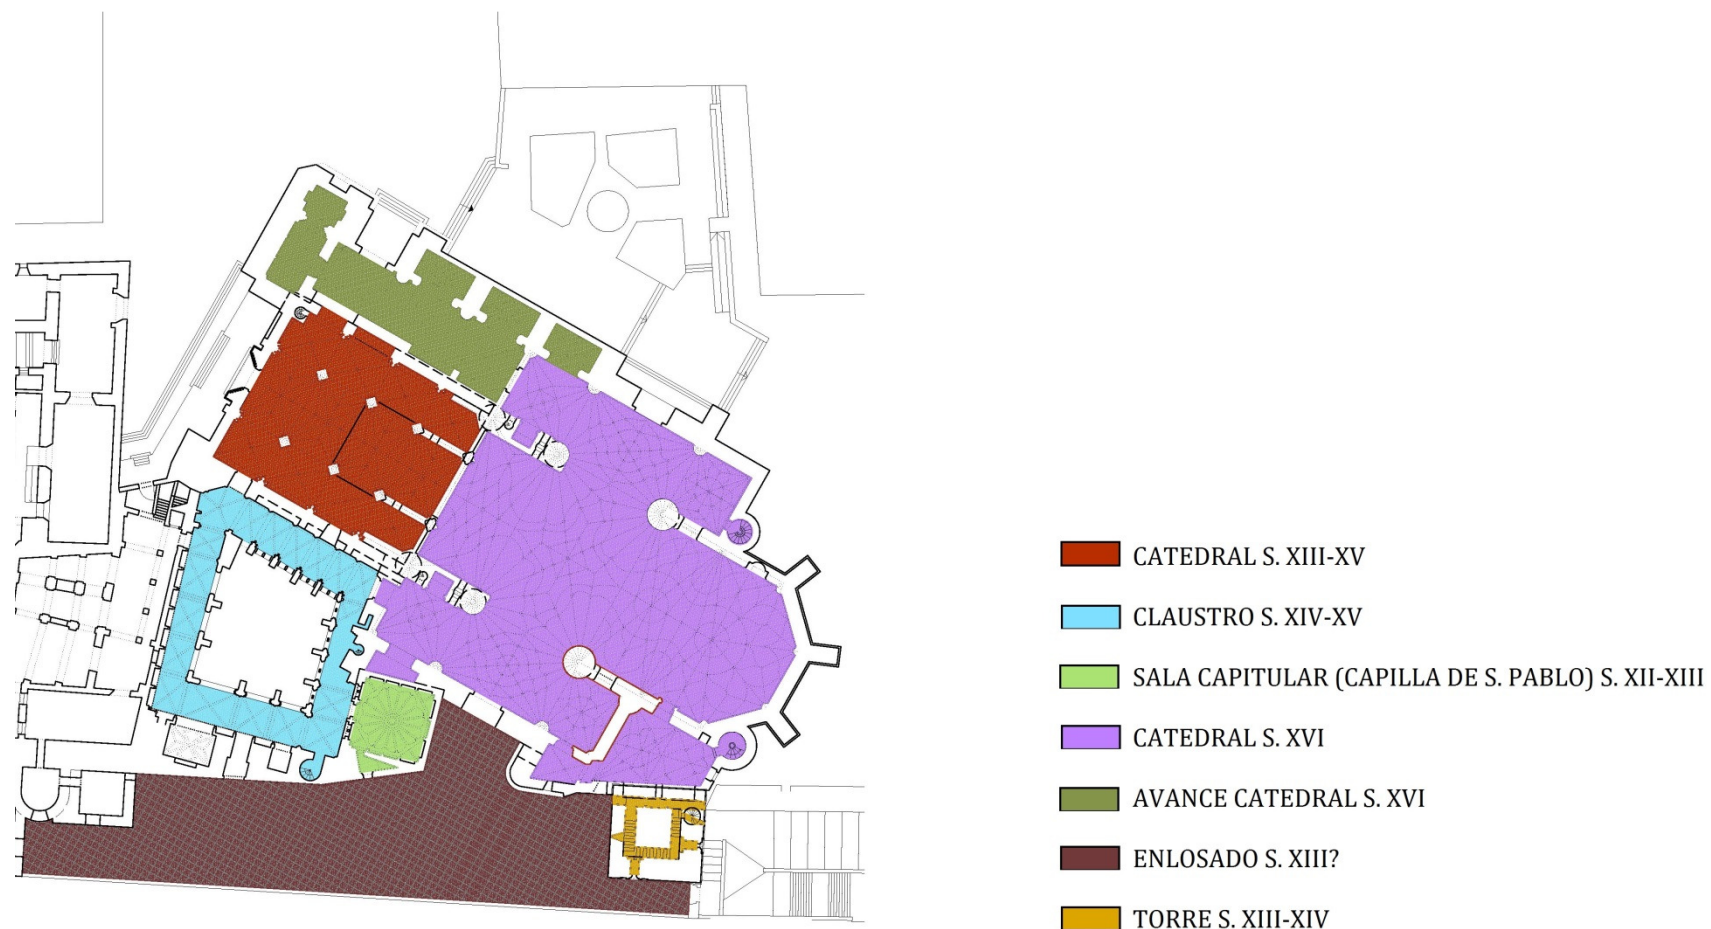 CATEDRAL S. XIII-XV
CLAUSTRO S. XIV-XV
SALA CAPITULAR (CAPILLA DE S. PABLO) S. XII-XIII
CATEDRAL S. XVI
AVANCE CATEDRAL S. XVI
ENLOSADO S. XIII?
TORRE S. XIII-XIV